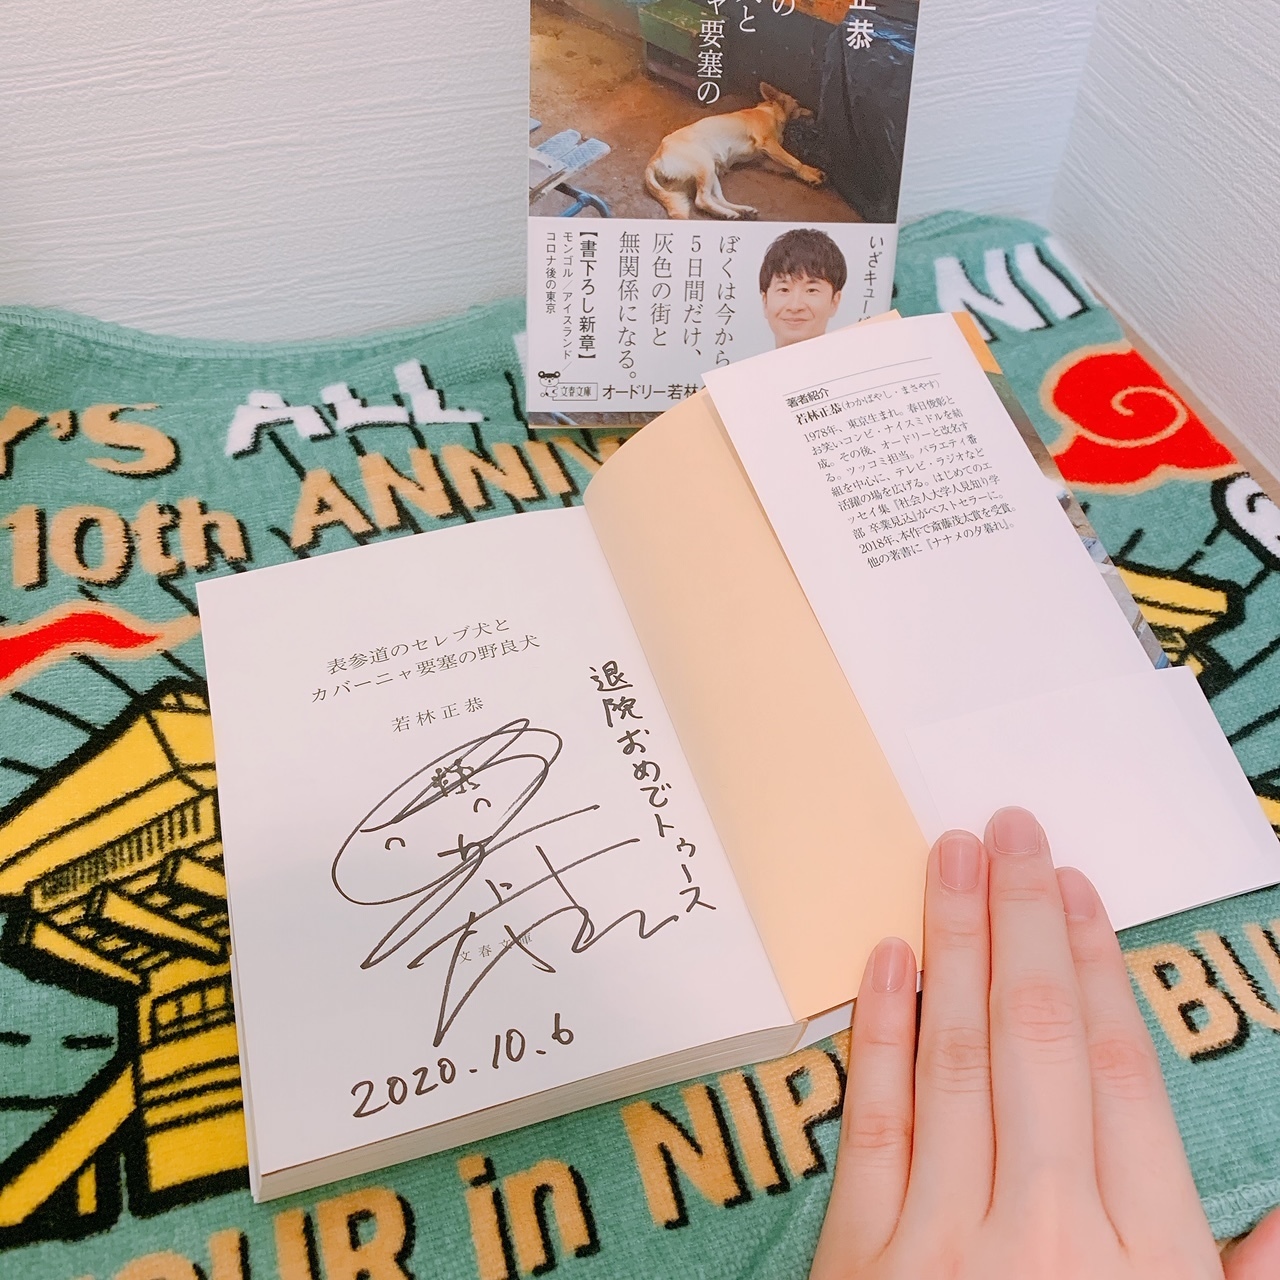 正恭
の
犬と
ャ要塞の
いざキュー
ぼくは今から
5日間だけ、
灰色の街と
無関係になる。
【書下ろし新章】
モンゴル/アイスランド/
コロナ後の東京
文春文庫
オードリー若林
著者紹介
若林正恭(わかばやし・まさやす)
1978年、東京生まれ。春日俊彰と
お笑いコンビ・ナイスミドルを結
成。その後、オードリーと改名す
る。ツッコミ担当。バラエティ番
組を中心に、テレビ・ラジオなど
活躍の場を広げる。はじめてのエ
ッセイ集『社会人大学人見知り学
部 卒業見込』がベストセラーに。
2018年、本作で斎藤茂太賞を受賞。
他の著書に『ナナメの夕暮れ』。
表参道のセレブ犬と
カバーニャ要塞の野良犬
若林正恭
退院おめでトゥース
文春文庫
2020.10.6
Y'S ALL NI
10th ANNIV
OUR in NIP BU